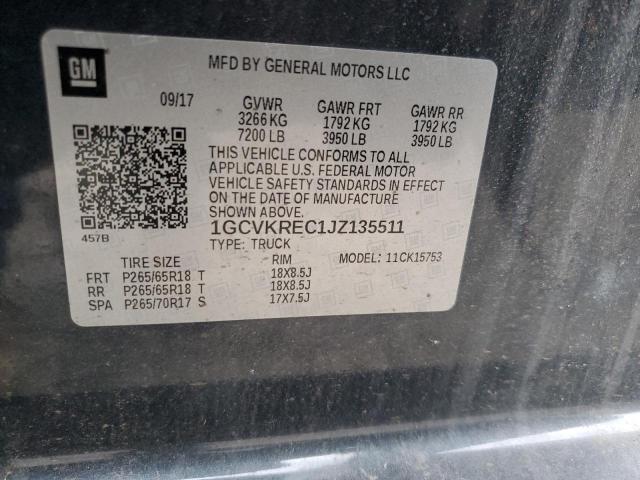 GM
MFD BY GENERAL MOTORS LLC
09/17 GVWR GAWR FRT GAWR RR
3266 KG 1792 KG 1792 KG
7200 LB 3950 LB 3950 LB
THIS VEHICLE CONFORMS TO ALL
APPLICABLE U.S. FEDERAL MOTOR
VEHICLE SAFETY STANDARDS IN EFFECT
ON THE DATE OF MANUFACTURE
SHOWN ABOVE.
457B
1GCVKREC1JZ135511
TYPE: TRUCK
TIRE SIZE RIM MODEL: 11CK15753
FRT P265/65R18 T 18X8.5J
RR P265/65R18 T 18X8.5J
SPA P265/70R17 S 17X7.5J